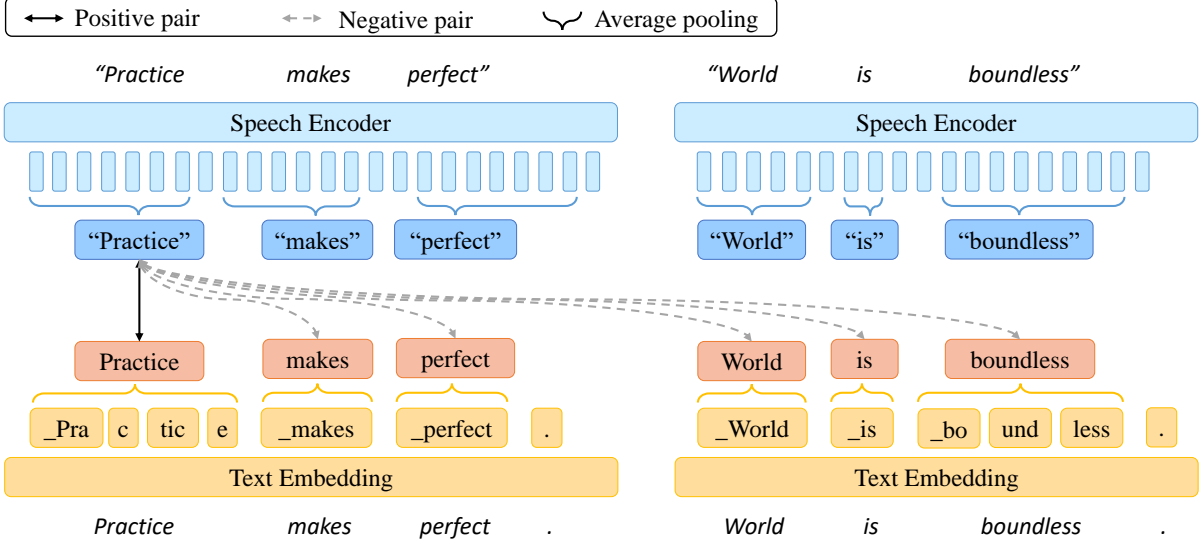 Positive pair Negative pair Average pooling
“Practice makes perfect” “World is boundless”
Speech Encoder Speech Encoder
“Practice” “makes” “perfect” “World” “is” “boundless”
Practice makes perfect World is boundless
_Pra c tic e _makes _perfect . _World _is _bo und less .
Text Embedding Text Embedding
Practice makes perfect . World is boundless .